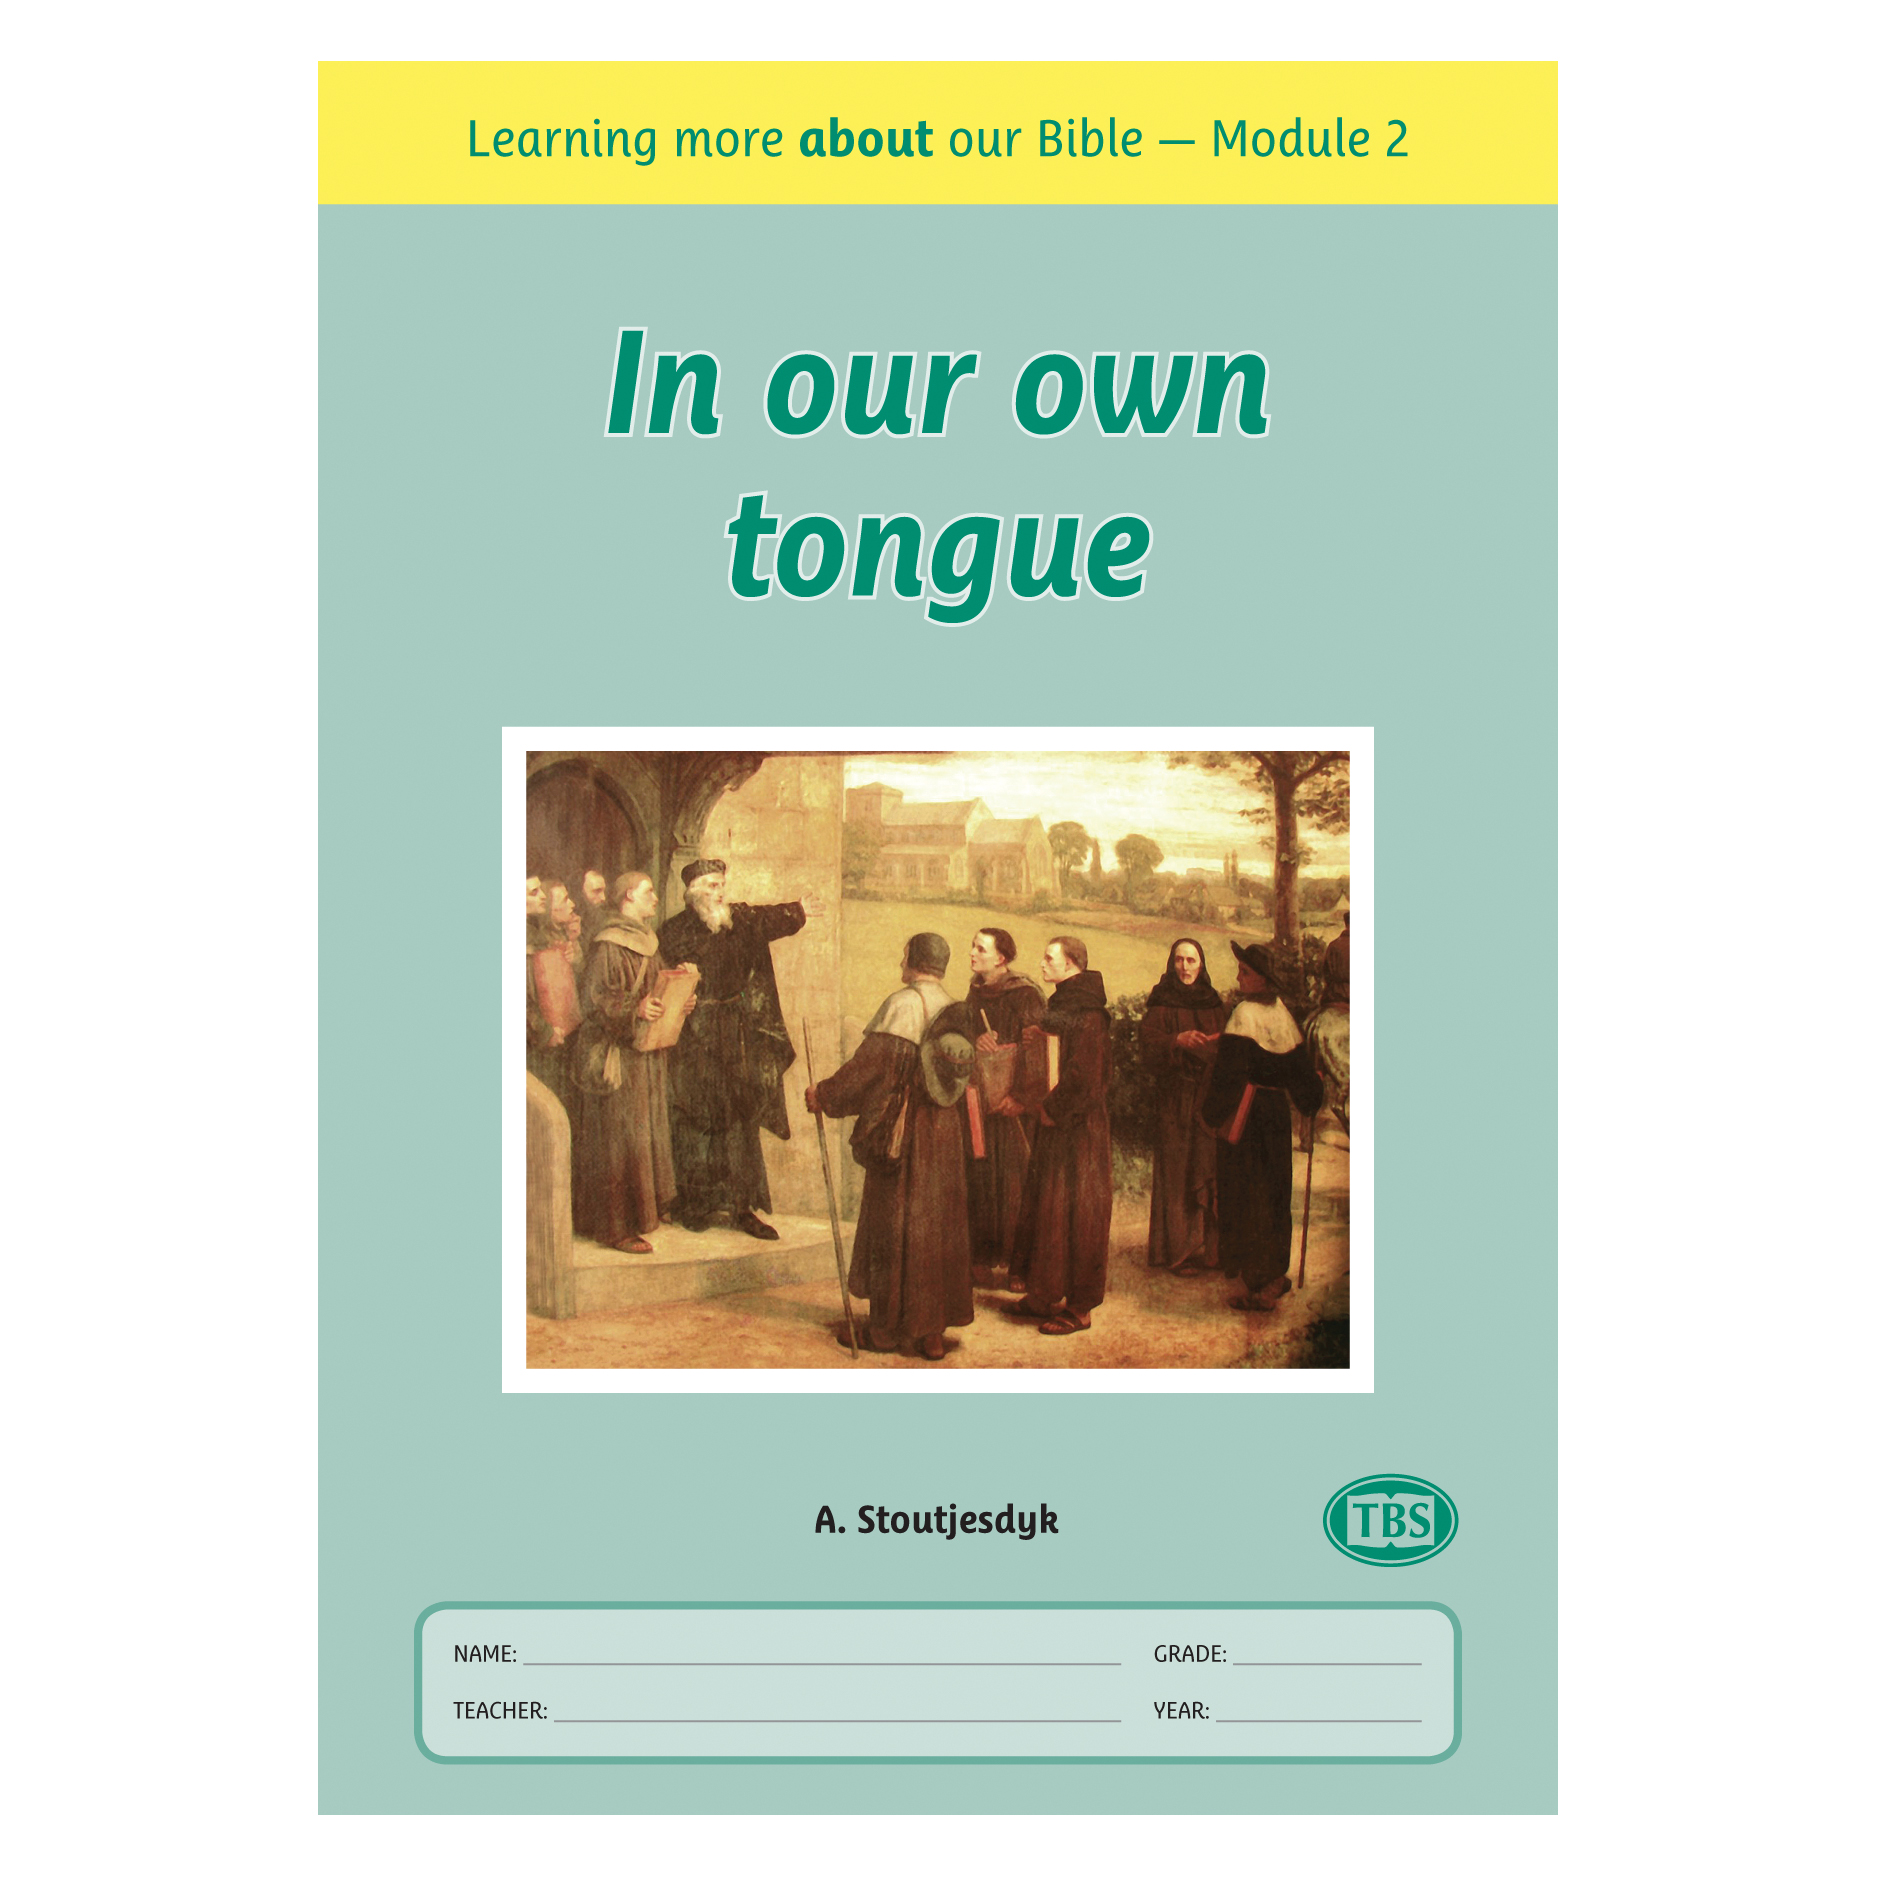 Learning more about our Bible — Module 2
In our own
tongue
A. Stoutjesdyk
TBS
NAME:
GRADE:
TEACHER:
YEAR: